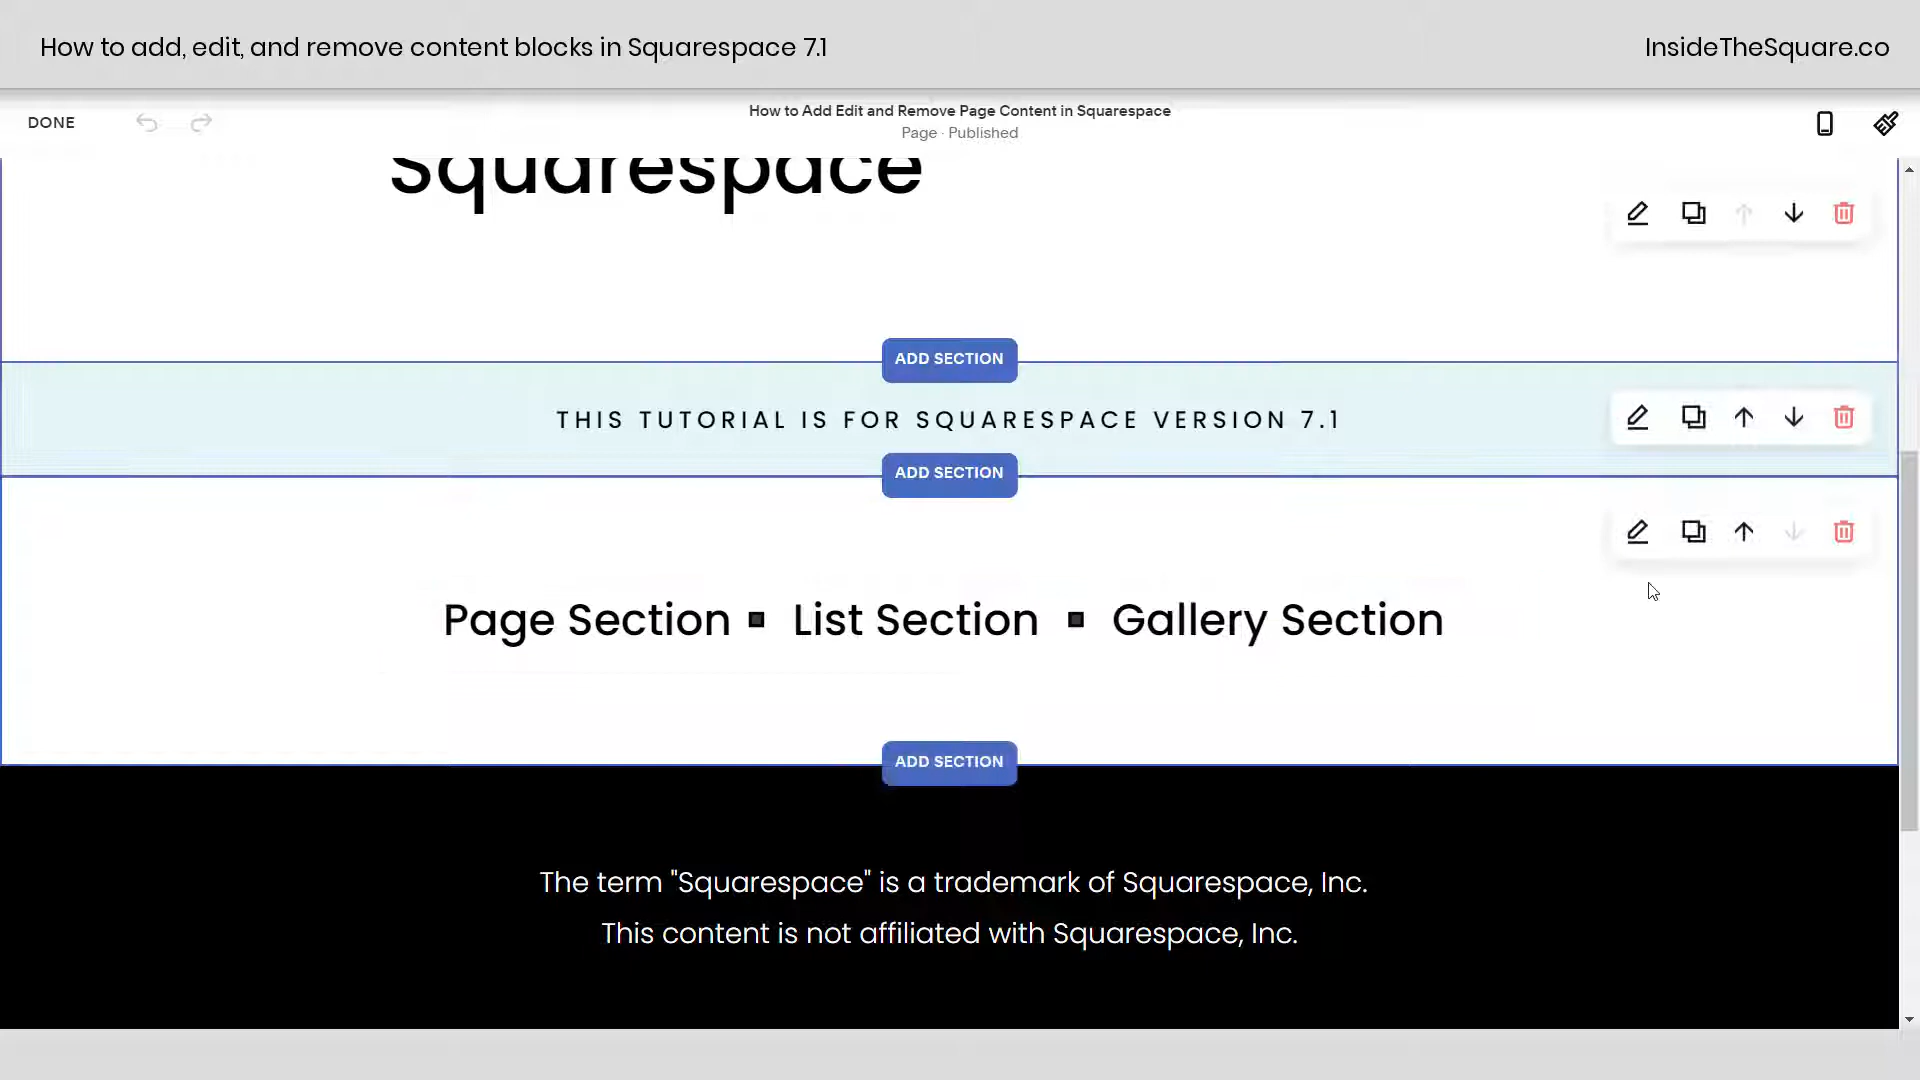 How to add, edit, and remove content blocks in Squarespace 7.1
InsideTheSquare.co
DONE
How to Add Edit and Remove Page Content in Squarespace
Page · Published
Squarespace
ADD SECTION
THIS TUTORIAL IS FOR SQUARESPACE VERSION 7.1
ADD SECTION
Page Section ▪ List Section ▪ Gallery Section
ADD SECTION
The term "Squarespace" is a trademark of Squarespace, Inc.
This content is not affiliated with Squarespace, Inc.